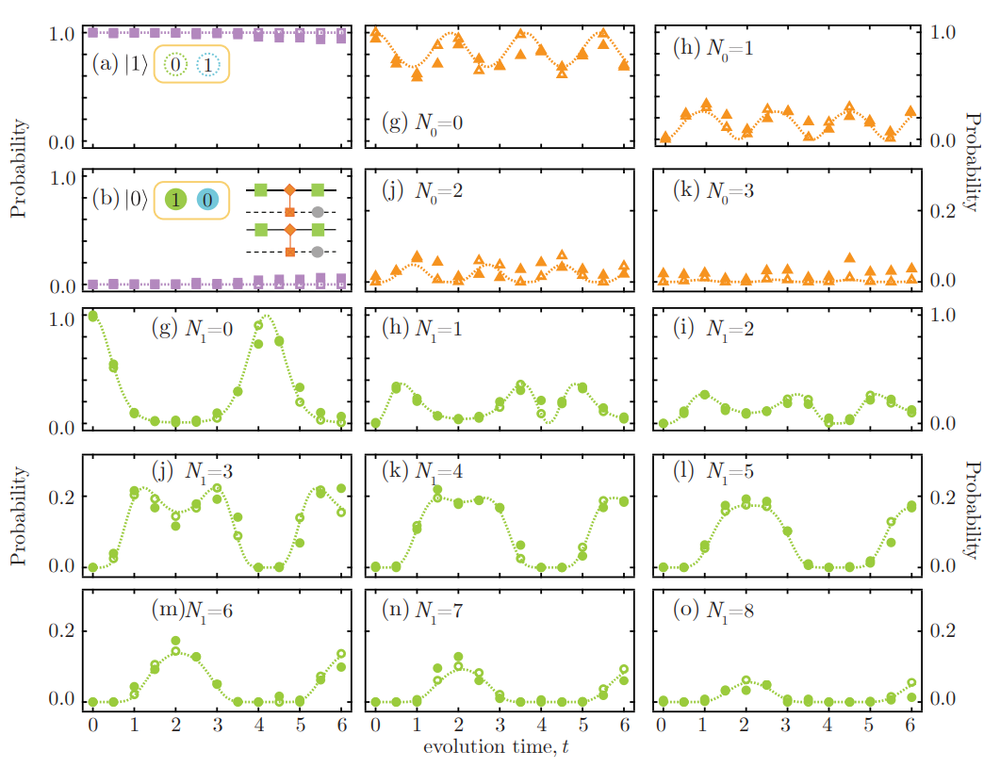 1.0
(a) |1⟩ 0 1
0.0
(g) N0=0
(h) N0=1
1.0
0.0
Probability
Probability
1.0
(b) |0⟩ 1 0
0.0
(j) N0=2
(k) N0=3
0.2
0.0
1.0
(g) N1=0
0.0
(h) N1=1
(i) N1=2
1.0
0.0
Probability
0.2
(j) N1=3
0.0
(k) N1=4
(l) N1=5
0.2
0.0
Probability
0.2
(m) N1=6
0.0
(n) N1=7
(o) N1=8
0.2
0.0
0 1 2 3 4 5 6
0 1 2 3 4 5 6
0 1 2 3 4 5 6
evolution time, t